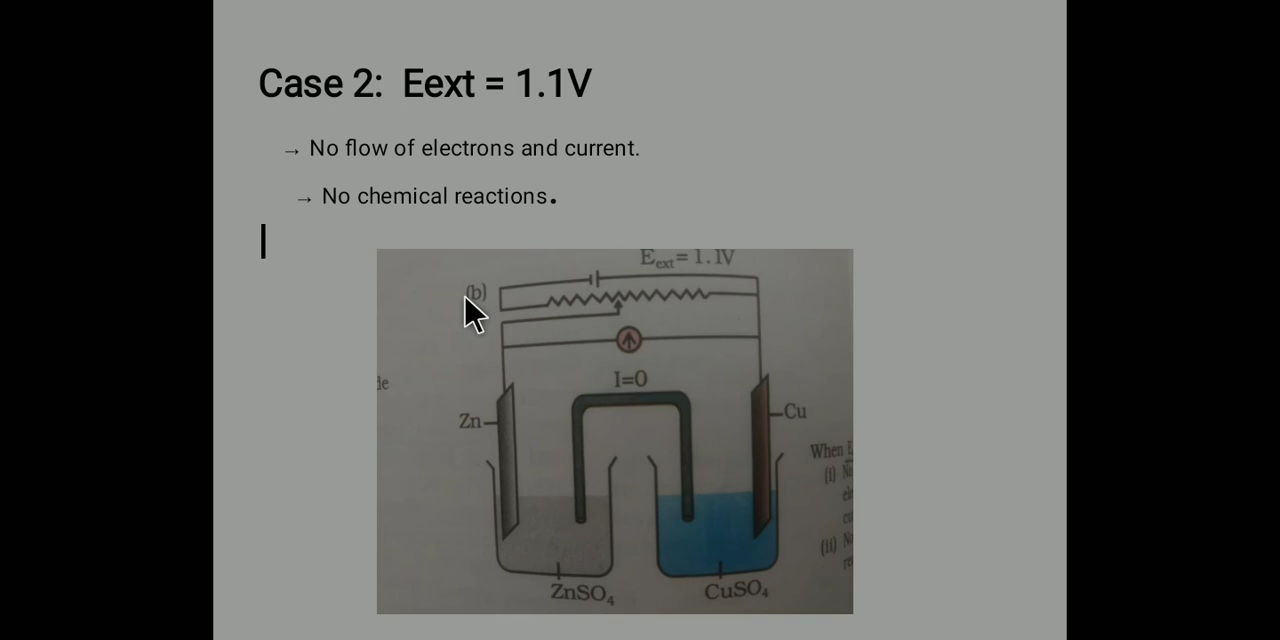 Case 2: Eext = 1.1V
→ No flow of electrons and current.
→ No chemical reactions.
Eext = 1.1V
(b)
I=0
Zn
Cu
When
(i)
(ii)
ZnSO₄
CuSO₄